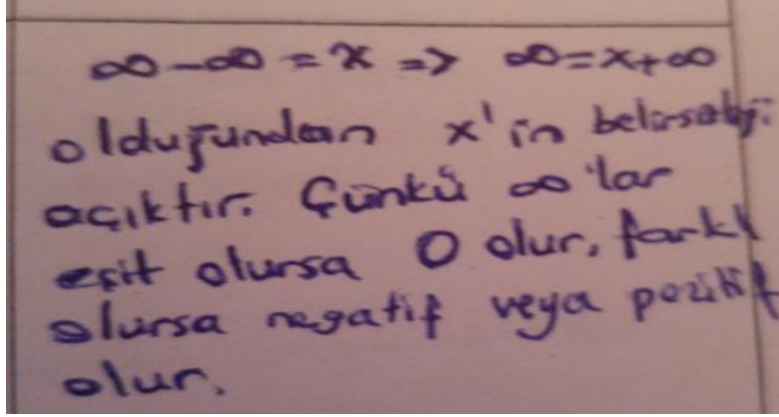 ∞-∞ = x => ∞=x+∞
olduğundan x'in belirsizliği
açıktır. Çünkü ∞'lar
eşit olursa 0 olur, farklı
olursa negatif veya pozitif
olur.